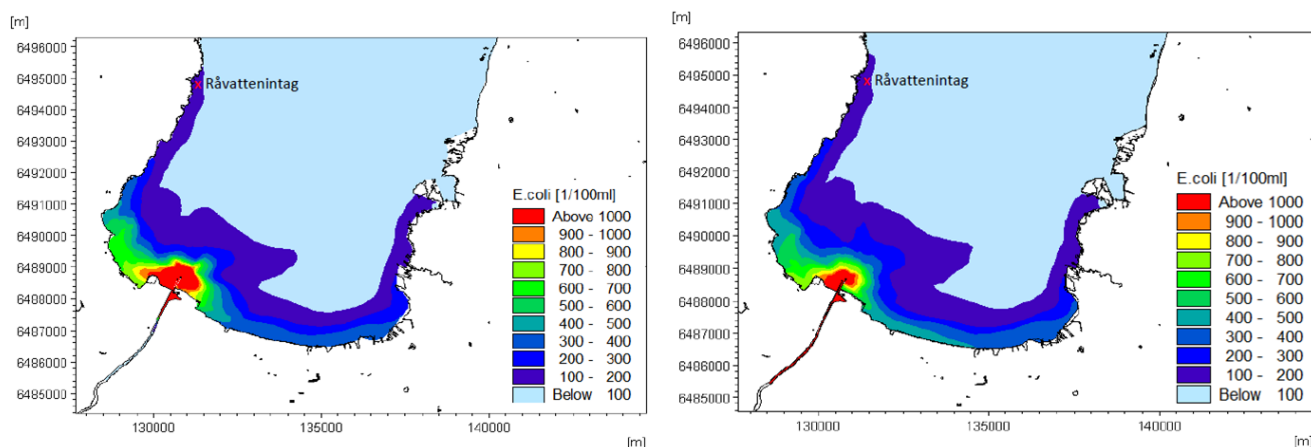 [m]
6496000
6495000
6493000
6492000
6491000
6490000
6489000
6488000
6487000
6486000
6485000
Råvattenintag
E.coli [1/100ml]
Above 1000
900 - 1000
800 - 900
700 - 800
600 - 700
500 - 600
400 - 500
300 - 400
200 - 300
100 - 200
Below 100
130000
135000
140000
[m]
[m]
6496000
6495000
6493000
6492000
6491000
6490000
6489000
6488000
6487000
6486000
6485000
Råvattenintag
E.coli [1/100ml]
Above 1000
900 - 1000
800 - 900
700 - 800
600 - 700
500 - 600
400 - 500
300 - 400
200 - 300
100 - 200
Below 100
130000
135000
140000
[m]